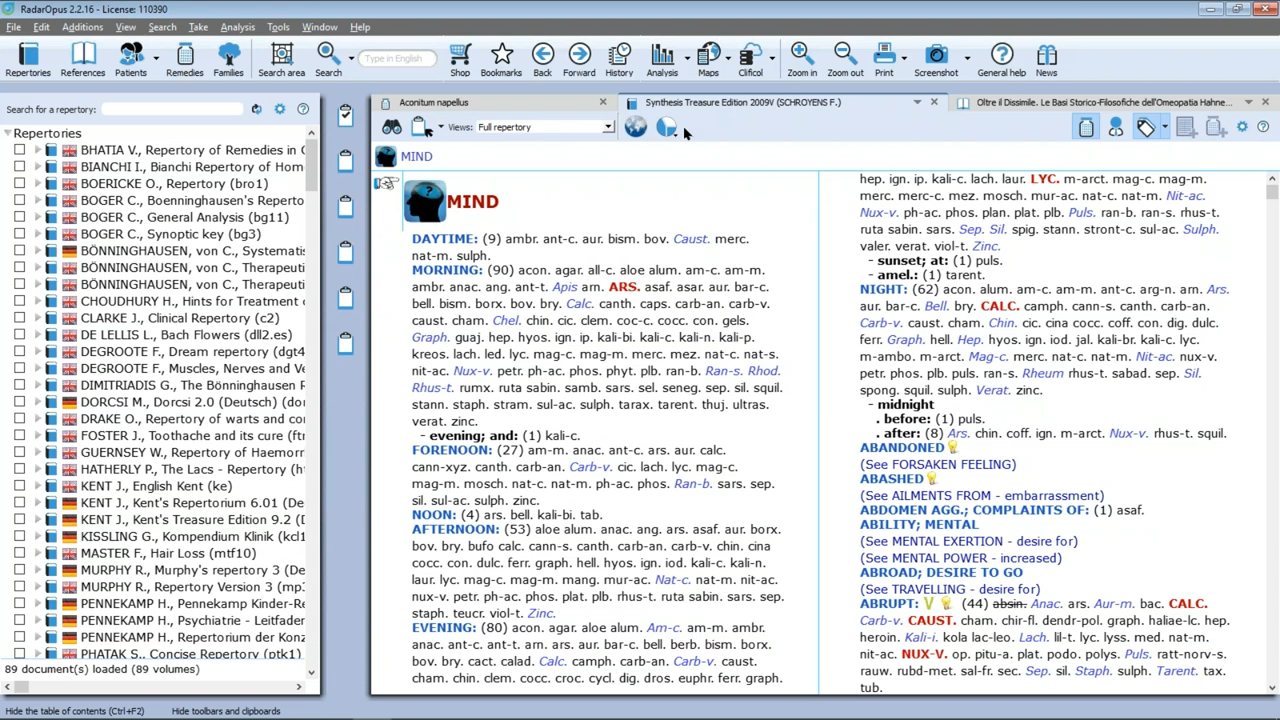 RadarOpus 2.2.16 - License: 110390
File Edit Additions View Search Take Analysis Tools Window Help
Repertories References Patients Remedies Families Search area Search Type in English Shop Bookmarks Back Forward History Analysis Maps Clificol Zoom in Zoom out Print Screenshot General help News
Search for a repertory:
Repertories
BHATIA V., Repertory of Remedies in C
BIANCHI I., Bianchi Repertory of Hom
BOERICKE O., Repertory (bro1)
BOGER C., Boenninghausen's Reperto
BOGER C., General Analysis (bg11)
BOGER C., Synoptic key (bg3)
BÖNNINGHAUSEN, von C., Systematis
BÖNNINGHAUSEN, von C., Therapeuti
BÖNNINGHAUSEN, von C., Therapeuti
CHOUDHURY H., Hints for Treatment o
CLARKE J., Clinical Repertory (c2)
DE LELLIS L., Bach Flowers (dll2.es)
DEGROOTE F., Dream repertory (dgt4
DEGROOTE F., Muscles, Nerves and Ve
DIMITRIADIS G., The Bönninghausen R
DORCSI M., Dorcsi 2.0 (Deutsch) (dor
DRAKE O., Repertory of warts and co
FOSTER J., Toothache and its cure (ft
GUERNSEY W., Repertory of Hemorrho
HATHERLY P., The Lacs - Repertory (h
KENT J., English Kent (ke)
KENT J., Kent's Repertorium 6.01 (De
KENT J., Kent's Treasure Edition 9.2 (
KISSLING G., Kompendium Klinik (kcl1
MASTER F., Hair Loss (mtf10)
MURPHY R., Murphy's repertory 3 (De
MURPHY R., Repertory Version 3 (mp3
PENNEKAMP H., Pennekamp Kinder-Re
PENNEKAMP H., Psychiatrie - Leitfade
PENNEKAMP H., Repertorium der Kon
PHATAK S., Concise Repertory (ptk1)
89 document(s) loaded (89 volumes)
Aconitum napellus
Synthesis Treasure Edition 2009V (SCHROYENS F.)
Oltre il Dissimile. Le Basi Storico-Filosofiche dell'Omeopatia Hahne...
Views: Full repertory
MIND
MIND
DAYTIME: (9) ambr. ant-c. aur. bism. bov. Caust. merc.
nat-m. sulph.
MORNING: (90) acon. agar. all-c. aloe alum. am-c. am-m.
ambr. anac. ang. ant-t. Apis arn. ARS. asaf. asar. aur. bar-c.
bell. bism. borx. bov. bry. Calc. canth. caps. carb-an. carb-v.
caust. cham. Chel. chin. cic. clem. coc-c. cocc. con. gels.
Graph. guaj. hep. hyos. ign. ip. kali-bi. kali-c. kali-n. kali-p.
kreos. lach. led. lyc. mag-c. mag-m. merc. mez. nat-c. nat-s.
nit-ac. Nux-v. petr. ph-ac. phos. phyt. plb. ran-b. Ran-s. Rhod.
Rhus-t. rumx. ruta sabin. samb. sars. sel. seneg. sep. sil. squil.
stann. staph. stram. sul-ac. sulph. tarax. tarent. thuj. ultras.
verat. zinc.
- evening; and: (1) kali-c.
FORENOON: (27) am-m. anac. ant-c. ars. aur. calc.
cann-xyz. canth. carb-an. Carb-v. cic. lach. lyc. mag-c.
mag-m. mosch. nat-c. nat-m. ph-ac. phos. Ran-b. sars. sep.
sil. sul-ac. sulph. zinc.
NOON: (4) ars. bell. kali-bi. tab.
AFTERNOON: (53) aloe alum. anac. ang. ars. asaf. aur. borx.
bov. bry. bufo calc. cann-s. canth. carb-an. carb-v. chin. cina
cocc. con. dulc. ferr. graph. hell. hyos. ign. iod. kali-c. kali-n.
laur. lyc. mag-c. mag-m. mang. mur-ac. Nat-c. nat-m. nit-ac.
nux-v. petr. ph-ac. phos. plat. plb. rhus-t. ruta sabin. sars. sep.
staph. teucr. viol-t. Zinc.
EVENING: (80) acon. agar. aloe alum. Am-c. am-m. ambr.
anac. ant-c. ant-t. arn. ars. aur. bar-c. bell. berb. bism. borx.
bov. bry. cact. calad. Calc. camph. carb-an. Carb-v. caust.
cham. chel. clem. cocc. croc. cycl. dig. dros. euphr. ferr. graph.
hep. ign. ip. kali-c. lach. laur. LYC. m-arct. mag-c. mag-m.
merc. merc-c. mez. mosch. mur-ac. nat-c. nat-m. Nit-ac.
Nux-v. ph-ac. phos. plan. plat. plb. Puls. ran-b. ran-s. rhus-t.
ruta sabin. sars. Sep. Sil. spig. stann. stront-c. sul-ac. Sulph.
valer. verat. viol-t. Zinc.
- sunset; at: (1) puls.
- amel.: (1) tarent.
NIGHT: (62) acon. alum. am-c. am-m. ant-c. arg-n. arn. Ars.
aur. bar-c. Bell. bry. CALC. camph. cann-s. canth. carb-an.
Carb-v. caust. cham. Chin. cic. cina cocc. coff. con. dig. dulc.
ferr. Graph. hell. Hep. hyos. ign. iod. jal. kali-br. kali-c. lyc.
m-ambo. m-arct. Mag-c. merc. nat-c. nat-m. Nit-ac. nux-v.
petr. ph-ac. phos. plb. puls. ran-s. Rheum rhus-t. sabad. sep. Sil.
spong. squil. sulph. Verat. zinc.
- midnight
. before: (1) puls.
. after: (8) Ars. chin. coff. ign. m-arct. Nux-v. rhus-t. squil.
ABANDONED
(See FORSAKEN FEELING)
ABASHED
(See AILMENTS FROM - embarrassment)
ABDOMEN AGG.; COMPLAINTS OF: (1) asaf.
ABILITY; MENTAL
(See MENTAL EXERTION - desire for)
(See MENTAL POWER - increased)
ABROAD; DESIRE TO GO
(See TRAVELLING - desire for)
ABRUPT: V (44) absin. Anac. ars. Aur-m. bac. CALC.
Carb-v. CAUST. cham. chir-fl. dendr-pol. graph. haliae-lc. hep.
heroin. Kali-i. kola lac-leo. Lach. lil-t. lyc. lyss. med. nat-m.
nit-ac. NUX-V. op. pitu-a. plat. podo. polys. Puls. ratt-norv-s.
rauw. rubd-met. sal-fr. sec. Sep. sil. Staph. sulph. Tarent. tax.
tub.
Hide the table of contents (Ctrl+F2) Hide toolbars and clipboards